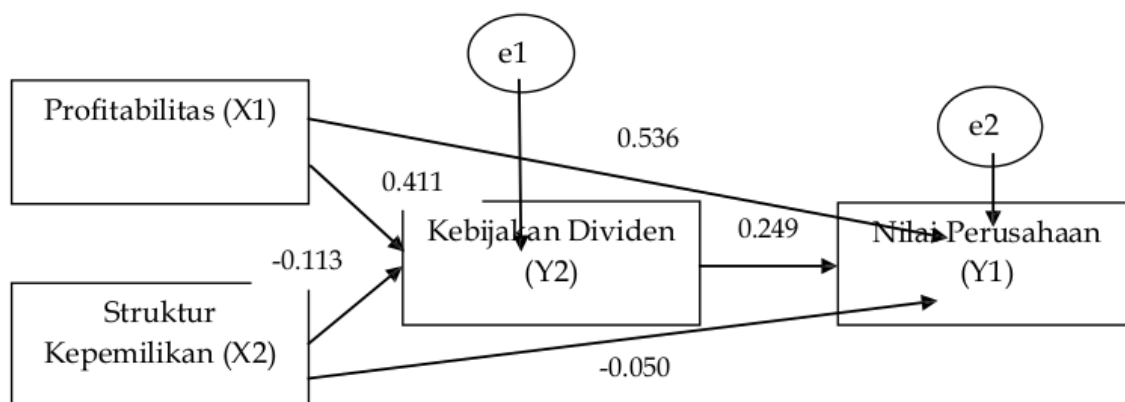 e1
Profitabilitas (X1)
e2
0.536
0.411
Kebijakan Dividen
(Y2)
0.249
Nilai Perusahaan
(Y1)
-0.113
Struktur
Kepemilikan (X2)
-0.050